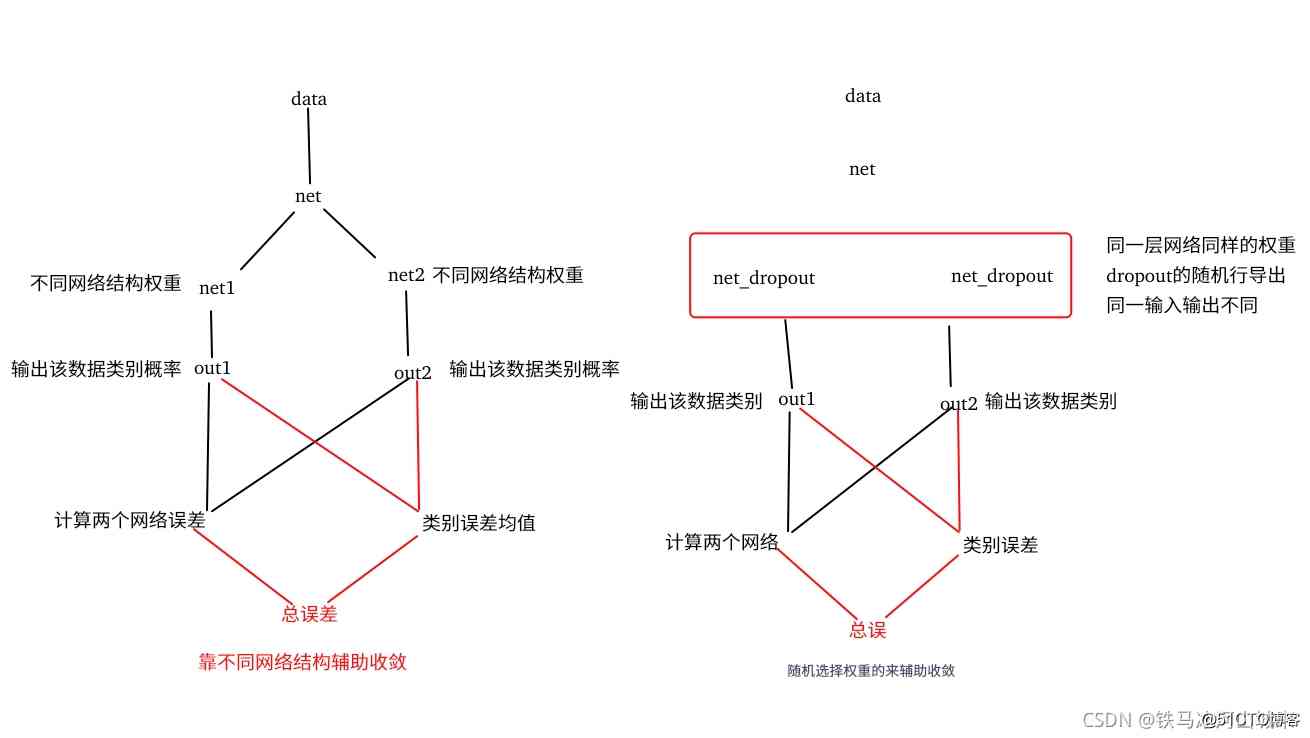 data
net
不同网络结构权重 net1
net2 不同网络结构权重
输出该数据类别概率 out1
out2 输出该数据类别概率
计算两个网络误差
类别误差均值
总误差
靠不同网络结构辅助收敛
data
net
net_dropout
net_dropout
同一层网络同样的权重
dropout的随机行导出
同一输入输出不同
输出该数据类别 out1
out2 输出该数据类别
计算两个网络
类别误差
总误
随机选择权重的来辅助收敛
CSDN @铁马冰河
@51CTO博客